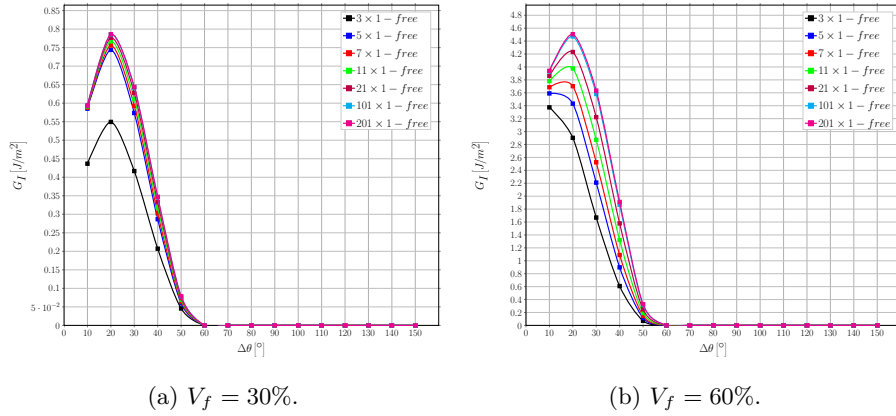 0.85
0.8
0.75
0.7
0.65
0.6
0.55
0.5
0.45
0.4
0.35
0.3
0.25
0.2
0.15
0.1
5 · 10⁻²
0
G_I [J/m²]
0 10 20 30 40 50 60 70 80 90 100 110 120 130 140 150
Δθ [°]
3 × 1 − free
5 × 1 − free
7 × 1 − free
11 × 1 − free
21 × 1 − free
101 × 1 − free
201 × 1 − free
(a) V_f = 30%.
4.8
4.6
4.4
4.2
4
3.8
3.6
3.4
3.2
3
2.8
2.6
2.4
2.2
2
1.8
1.6
1.4
1.2
1
0.8
0.6
0.4
0.2
0
G_I [J/m²]
0 10 20 30 40 50 60 70 80 90 100 110 120 130 140 150
Δθ [°]
3 × 1 − free
5 × 1 − free
7 × 1 − free
11 × 1 − free
21 × 1 − free
101 × 1 − free
201 × 1 − free
(b) V_f = 60%.